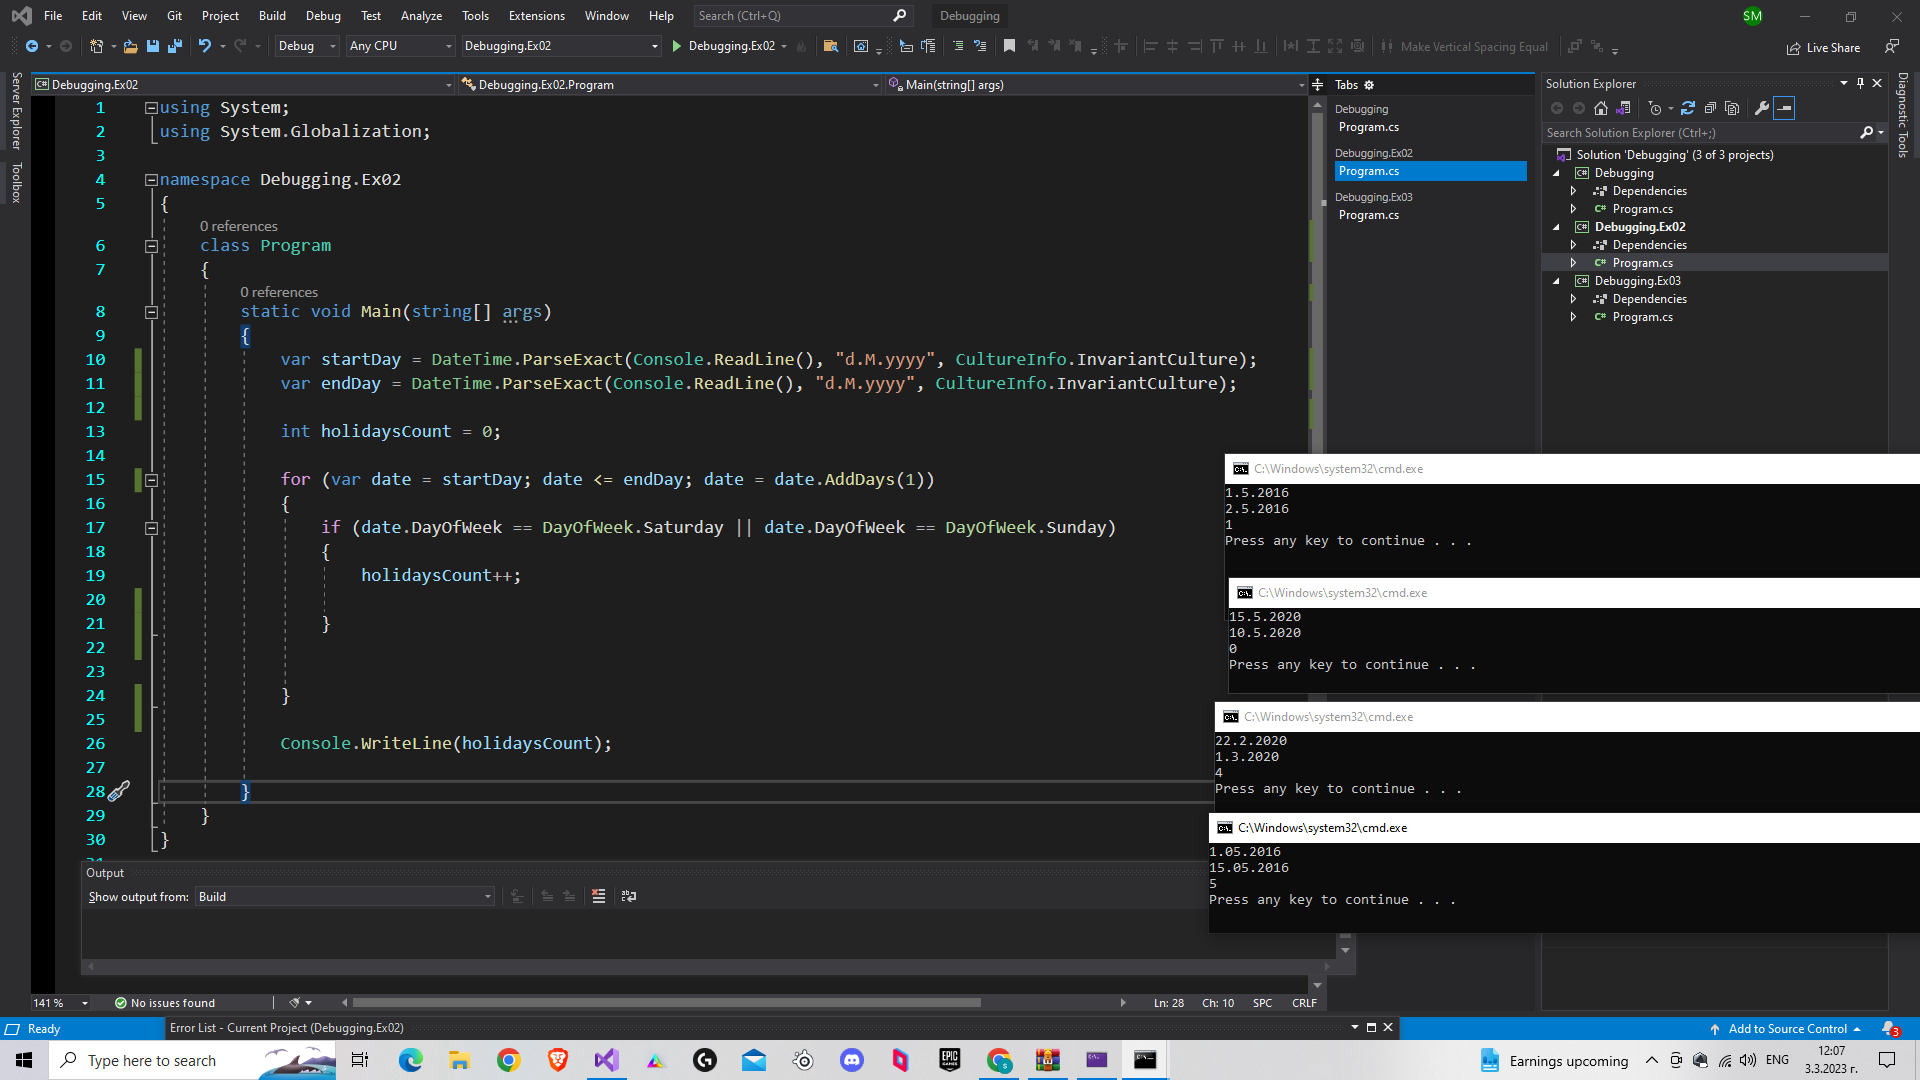 File Edit View Git Project Build Debug Test Analyze Tools Extensions Window Help Search (Ctrl+Q) Debugging SM
Debug Any CPU Debugging.Ex02 Debugging.Ex02 Make Vertical Spacing Equal Live Share
Server Explorer
Toolbox
Debugging.Ex02 Debugging.Ex02.Program Main(string[] args)
1 using System;
2 using System.Globalization;
3
4 namespace Debugging.Ex02
5 {
0 references
6 class Program
7 {
0 references
8 static void Main(string[] args)
9 {
10 var startDay = DateTime.ParseExact(Console.ReadLine(), "d.M.yyyy", CultureInfo.InvariantCulture);
11 var endDay = DateTime.ParseExact(Console.ReadLine(), "d.M.yyyy", CultureInfo.InvariantCulture);
12
13 int holidaysCount = 0;
14
15 for (var date = startDay; date <= endDay; date = date.AddDays(1))
16 {
17 if (date.DayOfWeek == DayOfWeek.Saturday || date.DayOfWeek == DayOfWeek.Sunday)
18 {
19 holidaysCount++;
20
21 }
22
23
24 }
25
26 Console.WriteLine(holidaysCount);
27
28 }
29 }
30 }
Tabs
Debugging
Program.cs
Debugging.Ex02
Program.cs
Debugging.Ex03
Program.cs
Solution Explorer
Search Solution Explorer (Ctrl+;)
Solution 'Debugging' (3 of 3 projects)
Debugging
Dependencies
C# Program.cs
Debugging.Ex02
Dependencies
C# Program.cs
Debugging.Ex03
Dependencies
C# Program.cs
Diagnostic Tools
C:\Windows\system32\cmd.exe
1.5.2016
2.5.2016
1
Press any key to continue . . .
C:\Windows\system32\cmd.exe
15.5.2020
10.5.2020
0
Press any key to continue . . .
C:\Windows\system32\cmd.exe
22.2.2020
1.3.2020
4
Press any key to continue . . .
C:\Windows\system32\cmd.exe
1.05.2016
15.05.2016
5
Press any key to continue . . .
Output
Show output from: Build
141 % No issues found Ln: 28 Ch: 10 SPC CRLF
Ready Error List - Current Project (Debugging.Ex02) Add to Source Control 3
Type here to search EPIC GAMES Earnings upcoming ENG 12:07
3.3.2023 г.